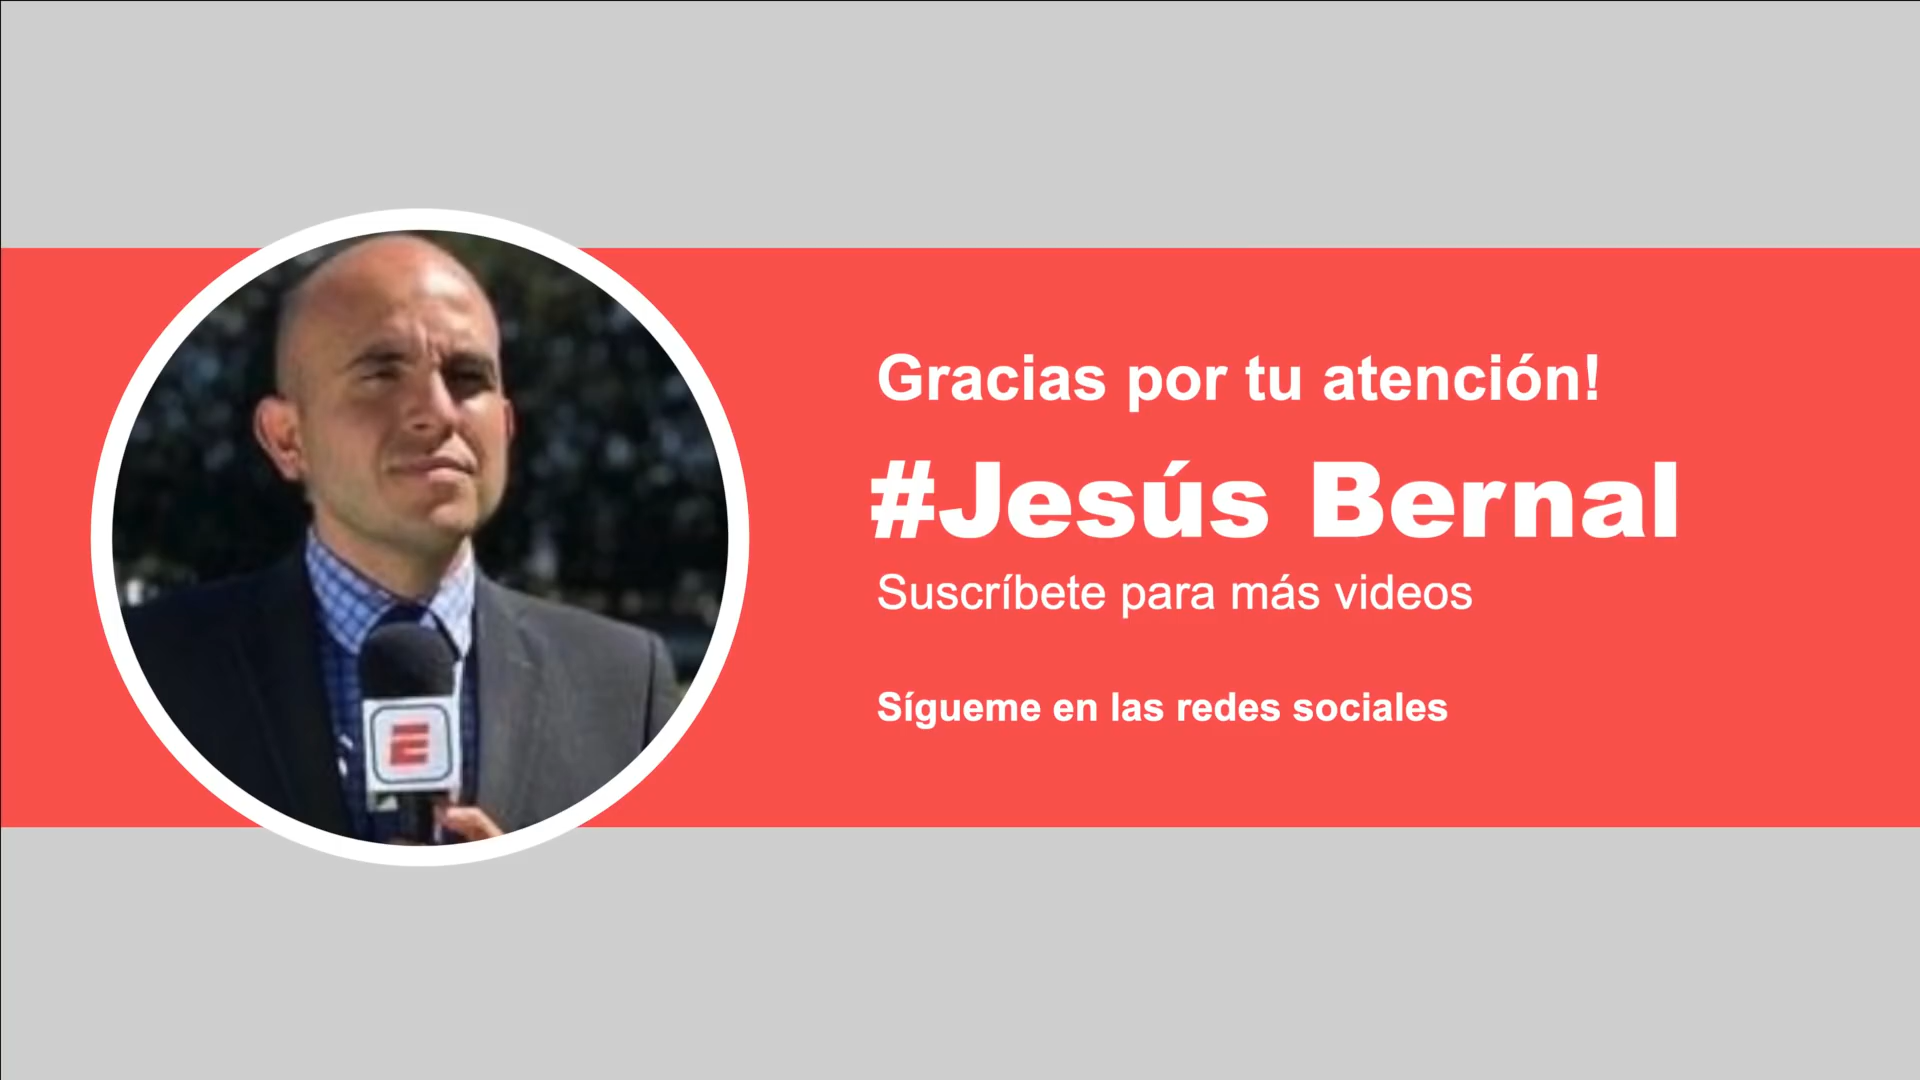 Gracias por tu atención!
#Jesús Bernal
Suscríbete para más videos
Sígueme en las redes sociales
E